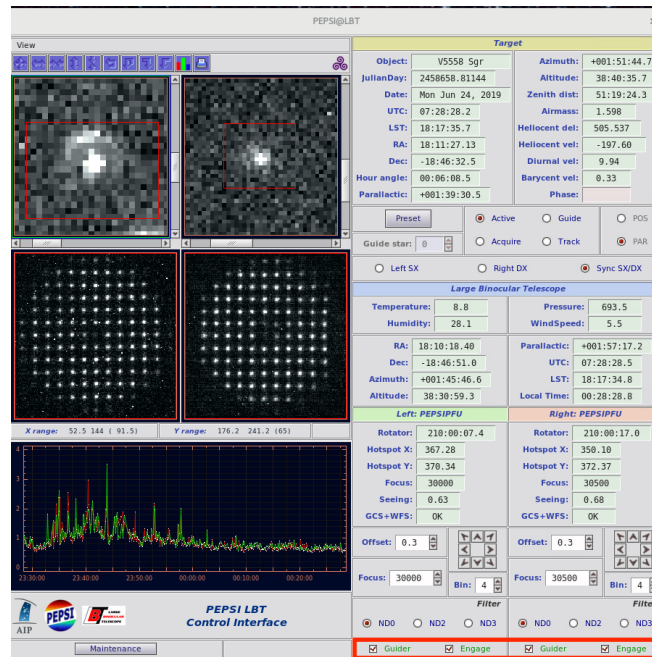 PEPSI@LBT
View
Target
Object: V5558 Sgr Azimuth: +001:51:44.7
JulianDay: 2458658.81144 Altitude: 38:40:35.7
Date: Mon Jun 24, 2019 Zenith dist: 51:19:24.3
UTC: 07:28:28.2 Airmass: 1.598
LST: 18:17:35.7 Heliocent del: 505.537
RA: 18:11:27.13 Heliocent vel: -197.60
Dec: -18:46:32.5 Diurnal vel: 9.94
Hour angle: 00:06:08.5 Barycent vel: 0.33
Parallactic: +001:39:30.5 Phase:
Preset Active Guide POS
Guide star: 0 Acquire Track PAR
Left SX Right DX Sync SX/DX
Large Binocular Telescope
Temperature: 8.8 Pressure: 693.5
Humidity: 28.1 WindSpeed: 5.5
RA: 18:10:18.40 Parallactic: +001:57:17.2
Dec: -18:46:51.0 UTC: 07:28:28.5
Azimuth: +001:45:46.6 LST: 18:17:34.8
Altitude: 38:30:59.3 Local Time: 00:28:28.8
Left: PEPSIPFU Right: PEPSIPFU
Rotator: 210:00:07.4 Rotator: 210:00:17.0
Hotspot X: 367.28 Hotspot X: 350.10
Hotspot Y: 370.34 Hotspot Y: 372.37
Focus: 30000 Focus: 30500
Seeing: 0.63 Seeing: 0.68
GCS+WFS: OK GCS+WFS: OK
Offset: 0.3 Offset: 0.3
Focus: 30000 Bin: 4 Focus: 30500 Bin: 4
Filter Filter
ND0 ND2 ND3 ND0 ND2 ND3
Guider Engage Guider Engage
X range: 52.5 144 ( 91.5) Y range: 176.2 241.2 (65)
4
3
2
1
0
23:30:00 23:40:00 23:50:00 00:00:00 00:10:00 00:20:00
AIP PEPSI LBT LARGE BINOCULAR TELESCOPE
PEPSI LBT
Control Interface
Maintenance